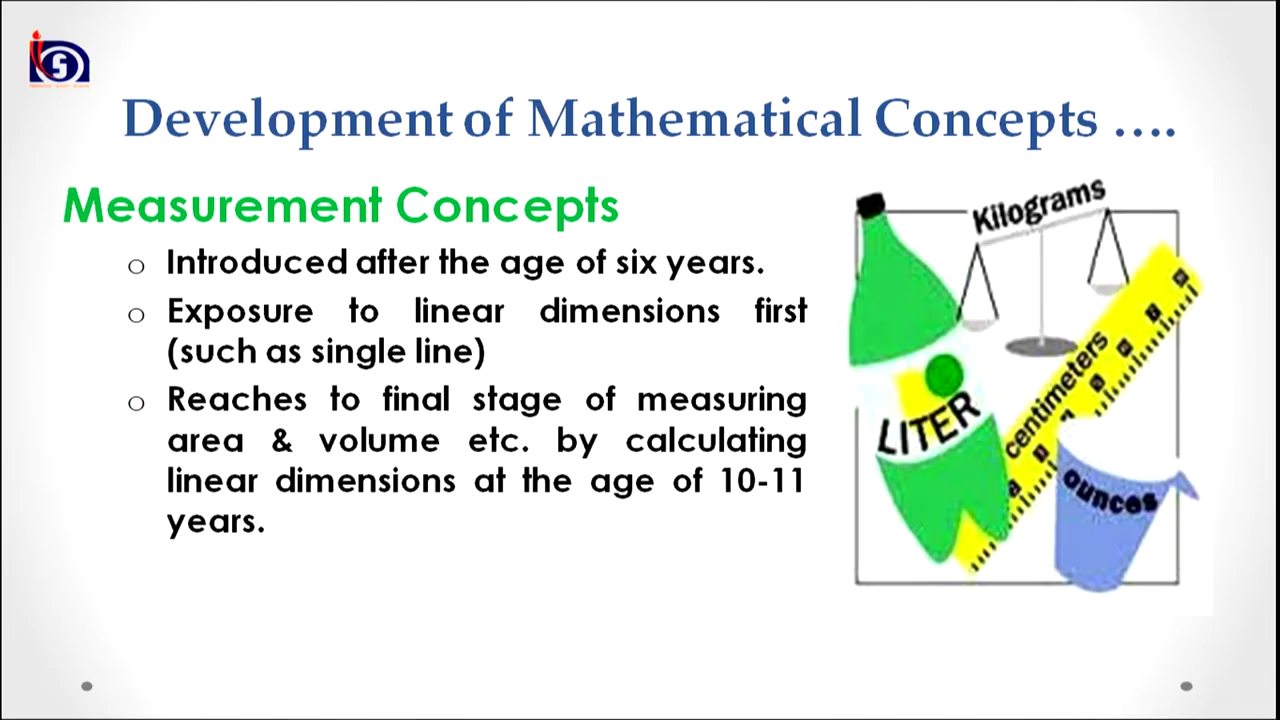 Development of Mathematical Concepts ....
Measurement Concepts
o Introduced after the age of six years.
o Exposure to linear dimensions first
(such as single line)
o Reaches to final stage of measuring
area & volume etc. by calculating
linear dimensions at the age of 10-11
years.
Kilograms
LITER
centimeters
ounces